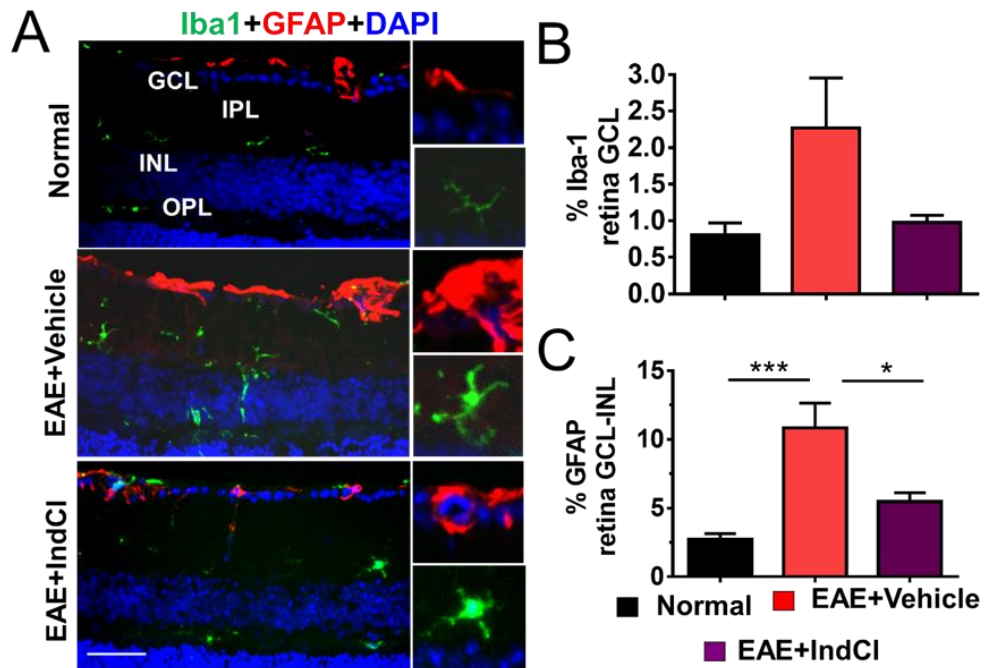 A
Iba1+GFAP+DAPI
Normal
GCL
IPL
INL
OPL
EAE+Vehicle
EAE+IndCl
B
% Iba-1
retina GCL
3.0
2.5
2.0
1.5
1.0
0.5
0.0
C
% GFAP
retina GCL-INL
15
10
5
0
***
*
Normal
EAE+Vehicle
EAE+IndCl